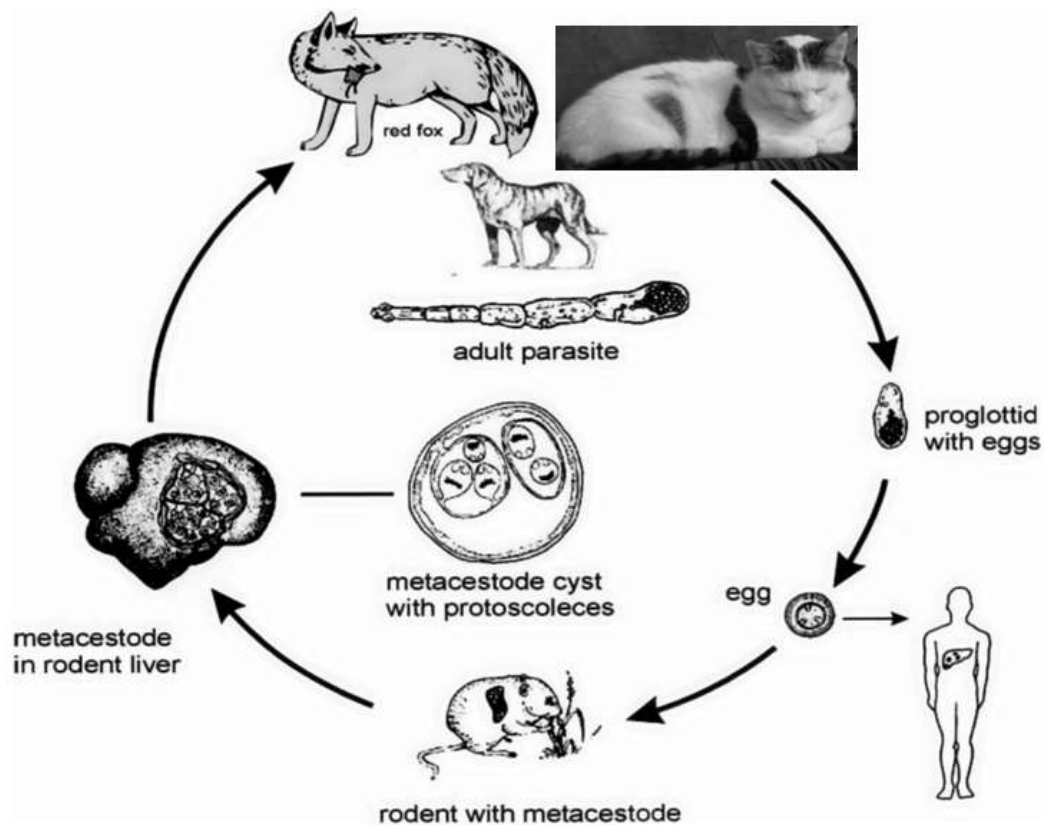 red fox
adult parasite
proglottid
with eggs
metacestode cyst
with protoscoleces
egg
metacestode
in rodent liver
rodent with metacestode